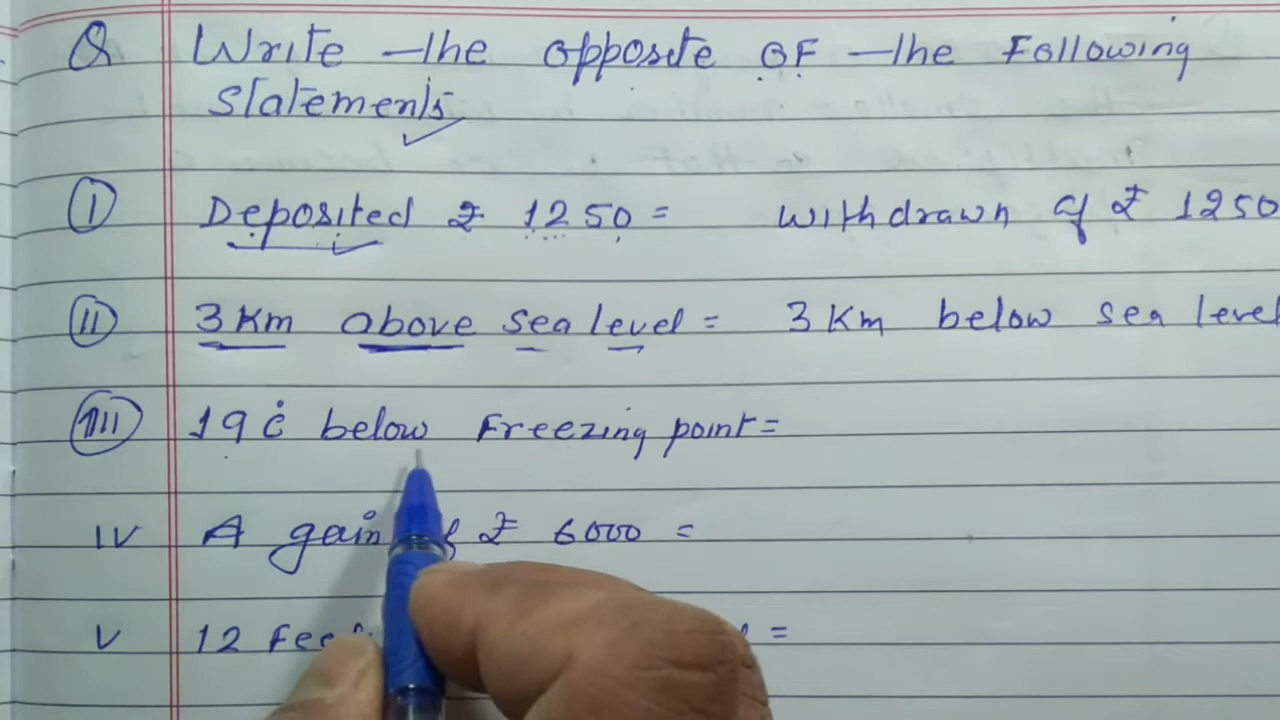 Q Write the opposite OF the Following
statements
(I) Deposited ₹ 1250 = Withdrawn of ₹ 1250
(II) 3 Km above sea level = 3 Km below sea level
(III) 19 °C below Freezing point =
IV A gain of ₹ 6000 =
V 12 =